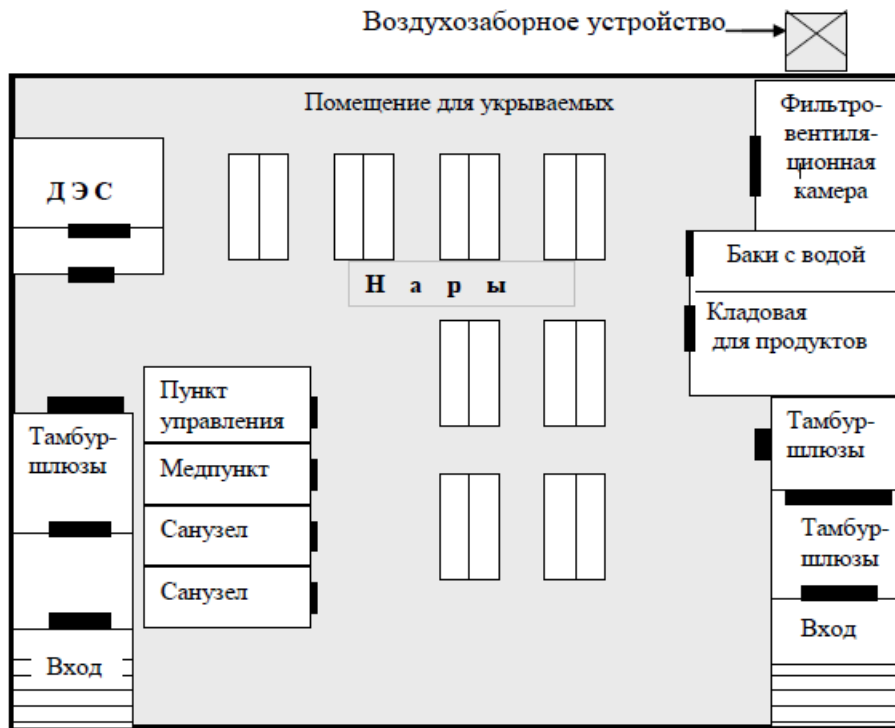 Воздухозаборное устройство
Помещение для укрываемых
Фильтро-
вентиля-
ционная
камера
Д Э С
Баки с водой
Н а р ы
Кладовая
для продуктов
Пункт
управления
Тамбур-
шлюзы
Тамбур-
шлюзы
Медпункт
Санузел
Тамбур-
шлюзы
Санузел
Вход
Вход